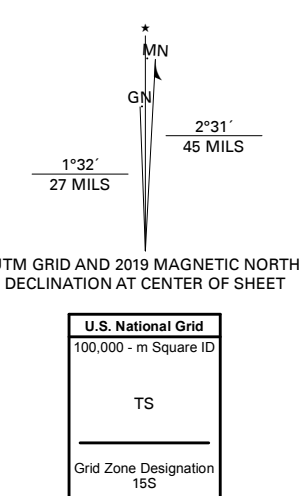 ★
MN
GN
2°31´
45 MILS
1°32´
27 MILS
UTM GRID AND 2019 MAGNETIC NORTH
DECLINATION AT CENTER OF SHEET
U.S. National Grid
100,000 - m Square ID
TS
Grid Zone Designation
15S